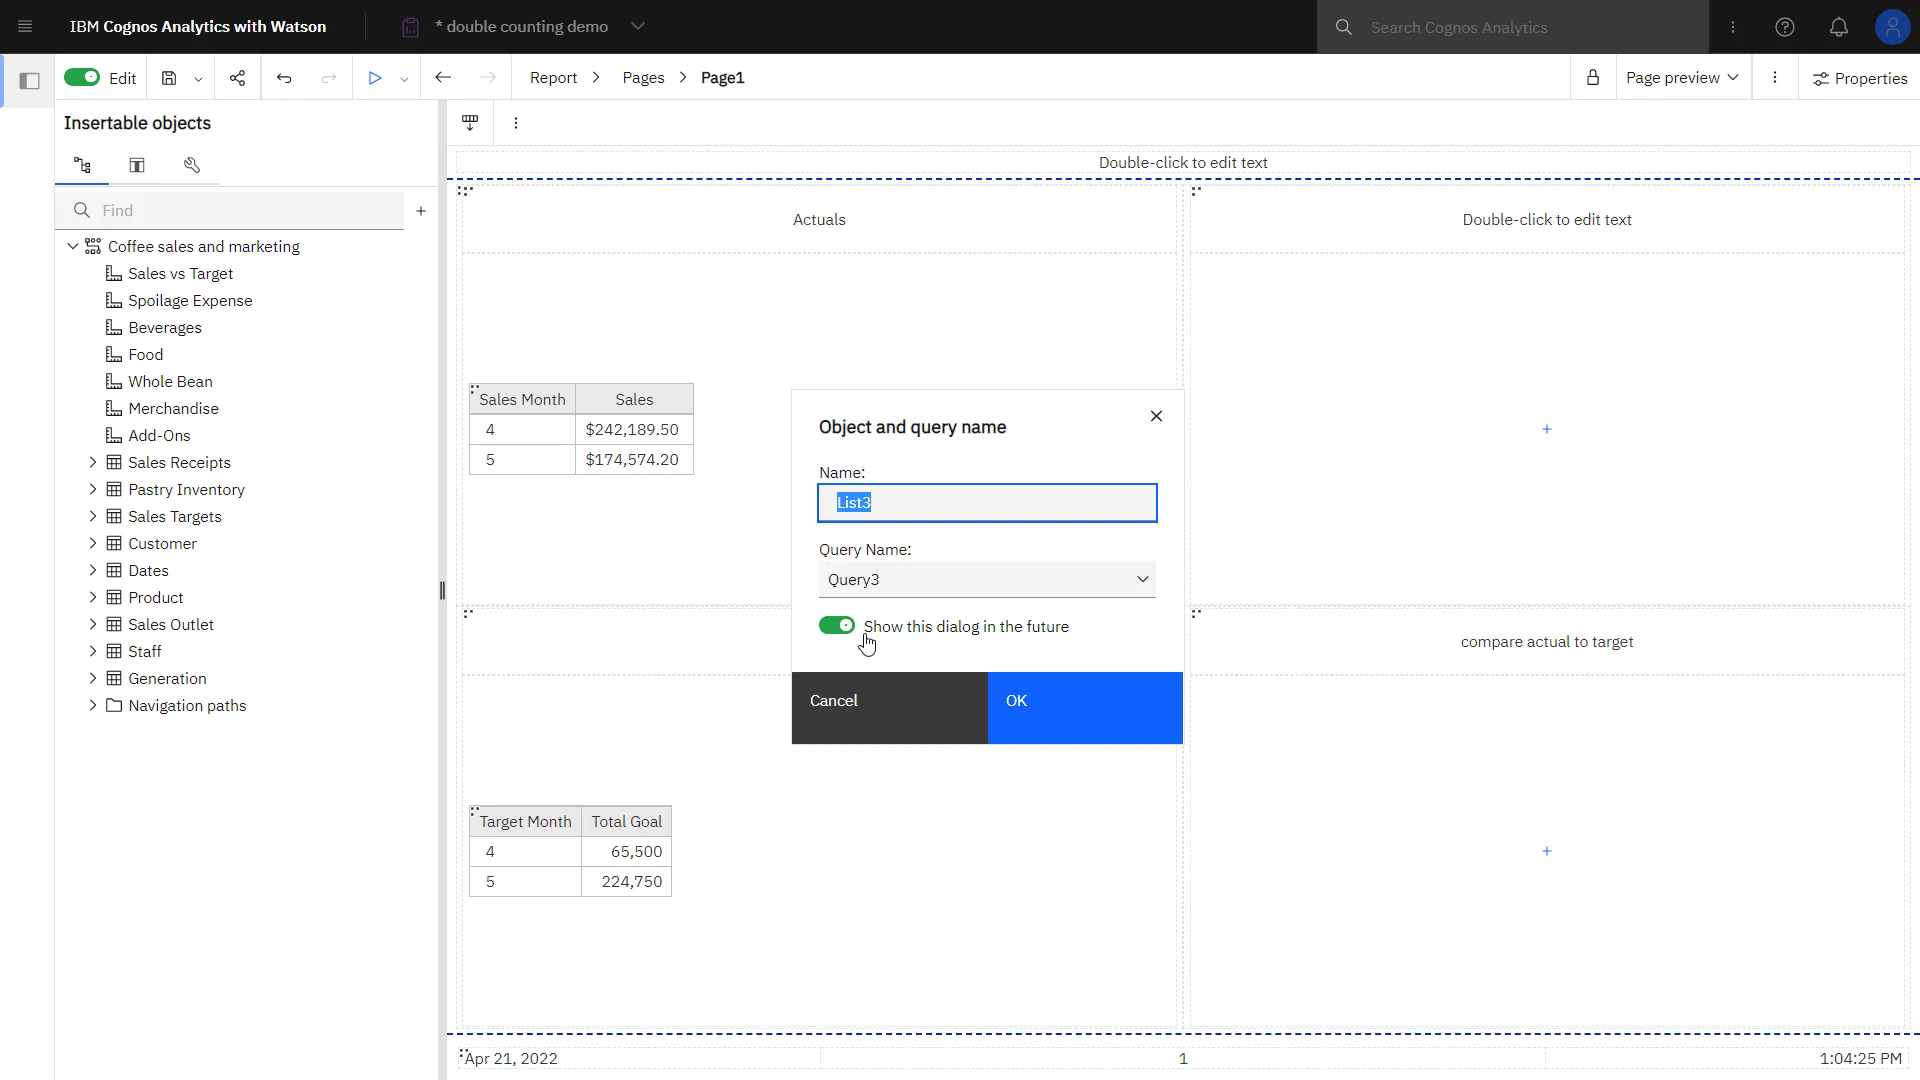 IBM Cognos Analytics with Watson
* double counting demo
Search Cognos Analytics
Edit
Report
Pages
Page1
Page preview
Properties
Insertable objects
Find
Coffee sales and marketing
Sales vs Target
Spoilage Expense
Beverages
Food
Whole Bean
Merchandise
Add-Ons
Sales Receipts
Pastry Inventory
Sales Targets
Customer
Dates
Product
Sales Outlet
Staff
Generation
Navigation paths
Double-click to edit text
Actuals
Double-click to edit text
Sales Month Sales
4 $242,189.50
5 $174,574.20
Object and query name
Name:
List3
Query Name:
Query3
Show this dialog in the future
Cancel
OK
compare actual to target
Target Month Total Goal
4 65,500
5 224,750
Apr 21, 2022
1
1:04:25 PM